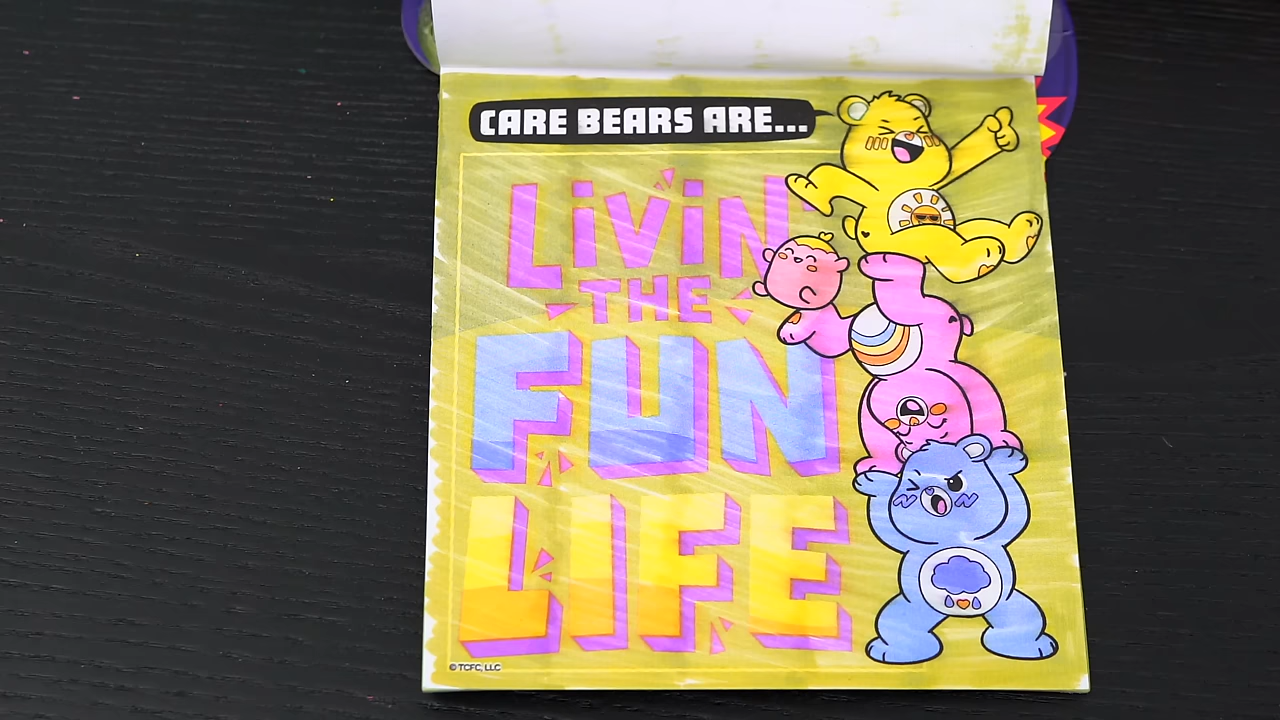 CARE BEARS ARE...
LiViN'
THE
FUN
LIFE
© TCFC, LLC